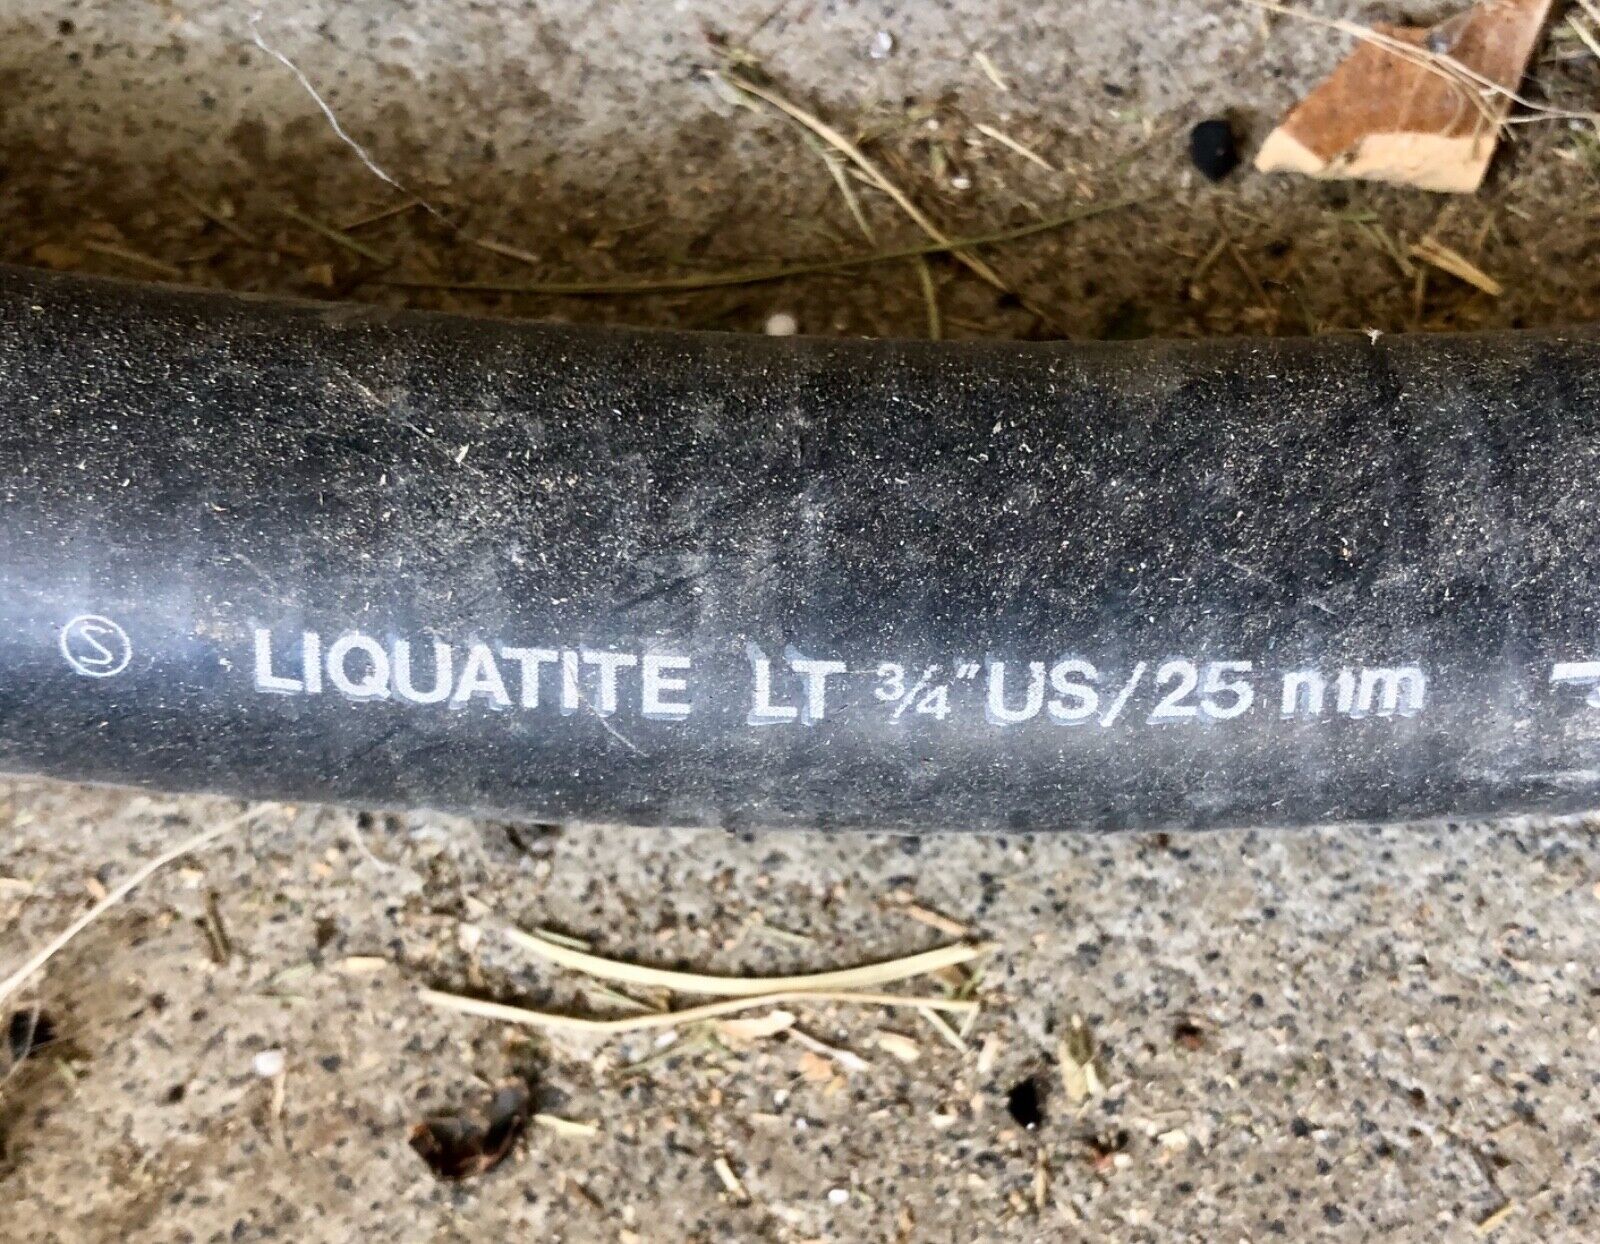 Ⓢ LIQUATITE LT 3/4" US/25 mm